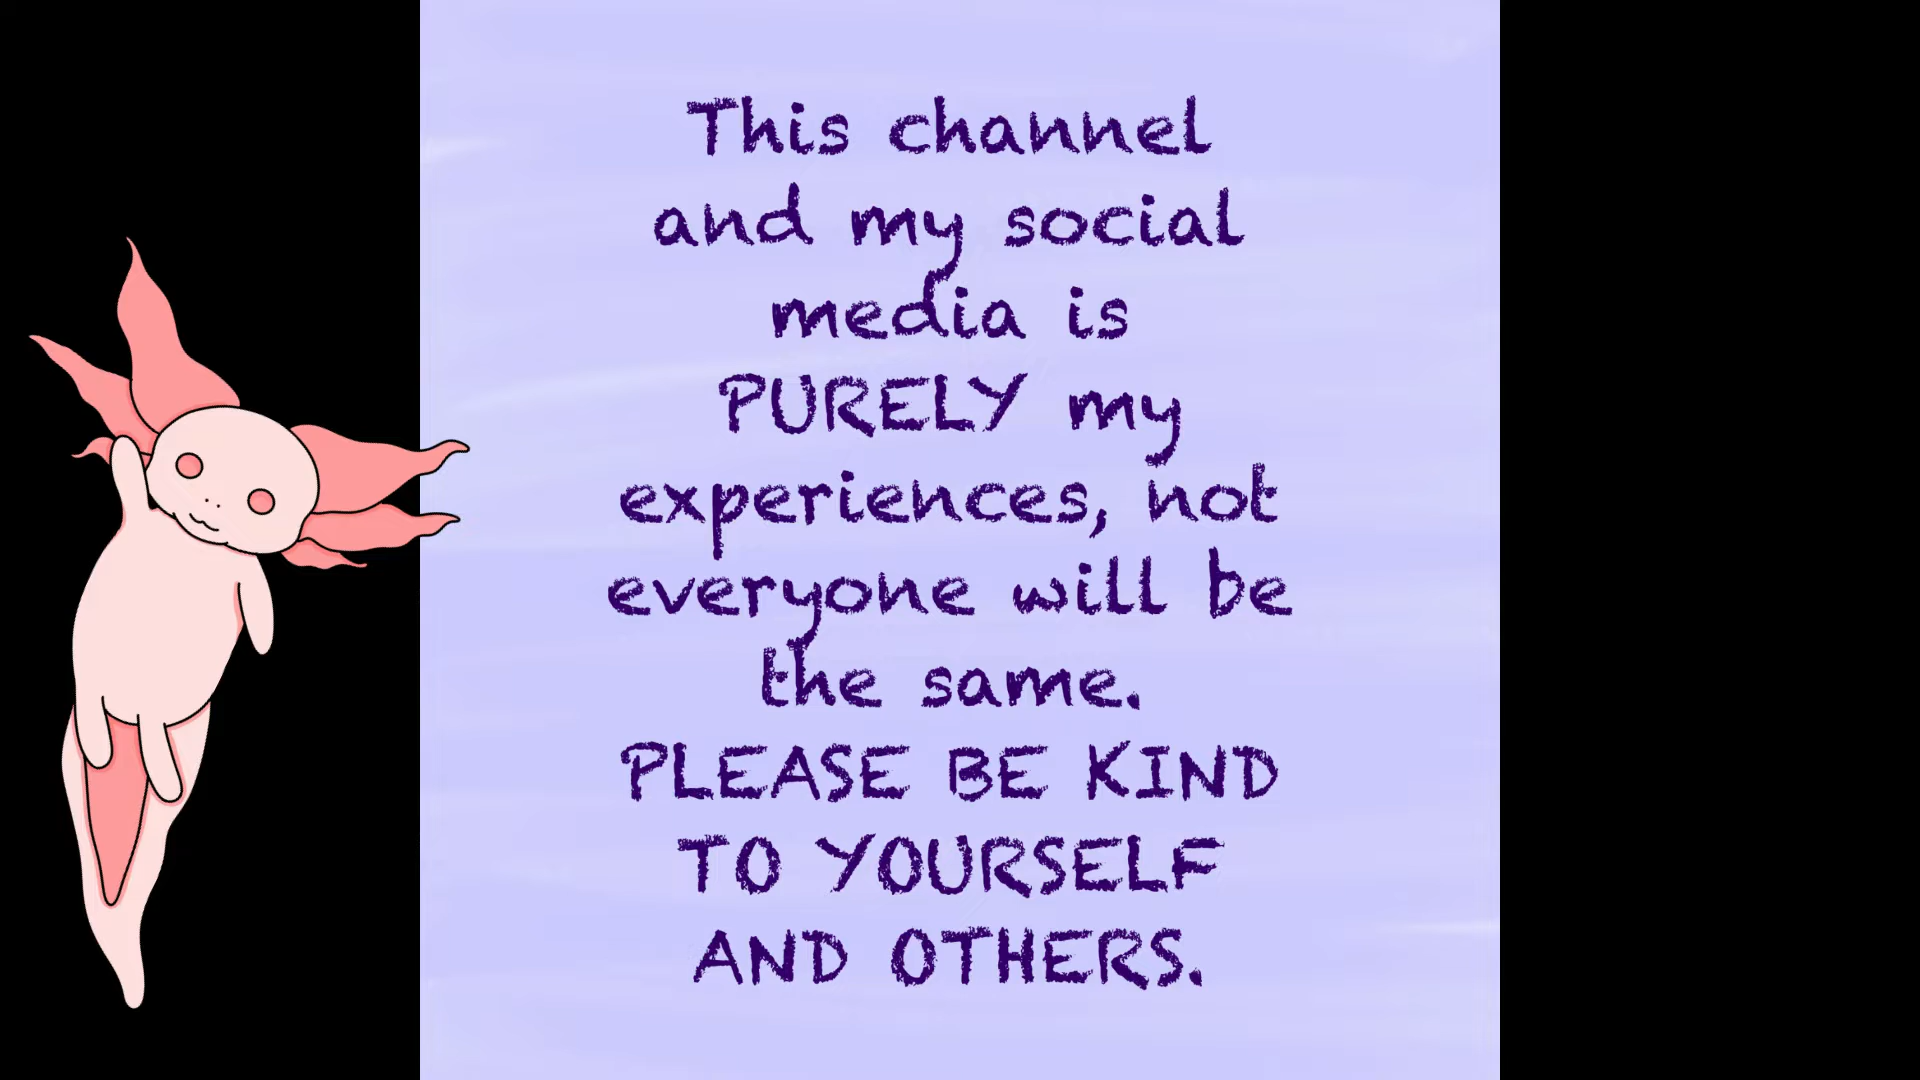 This channel
and my social
media is
PURELY my
experiences, not
everyone will be
the same.
PLEASE BE KIND
TO YOURSELF
AND OTHERS.